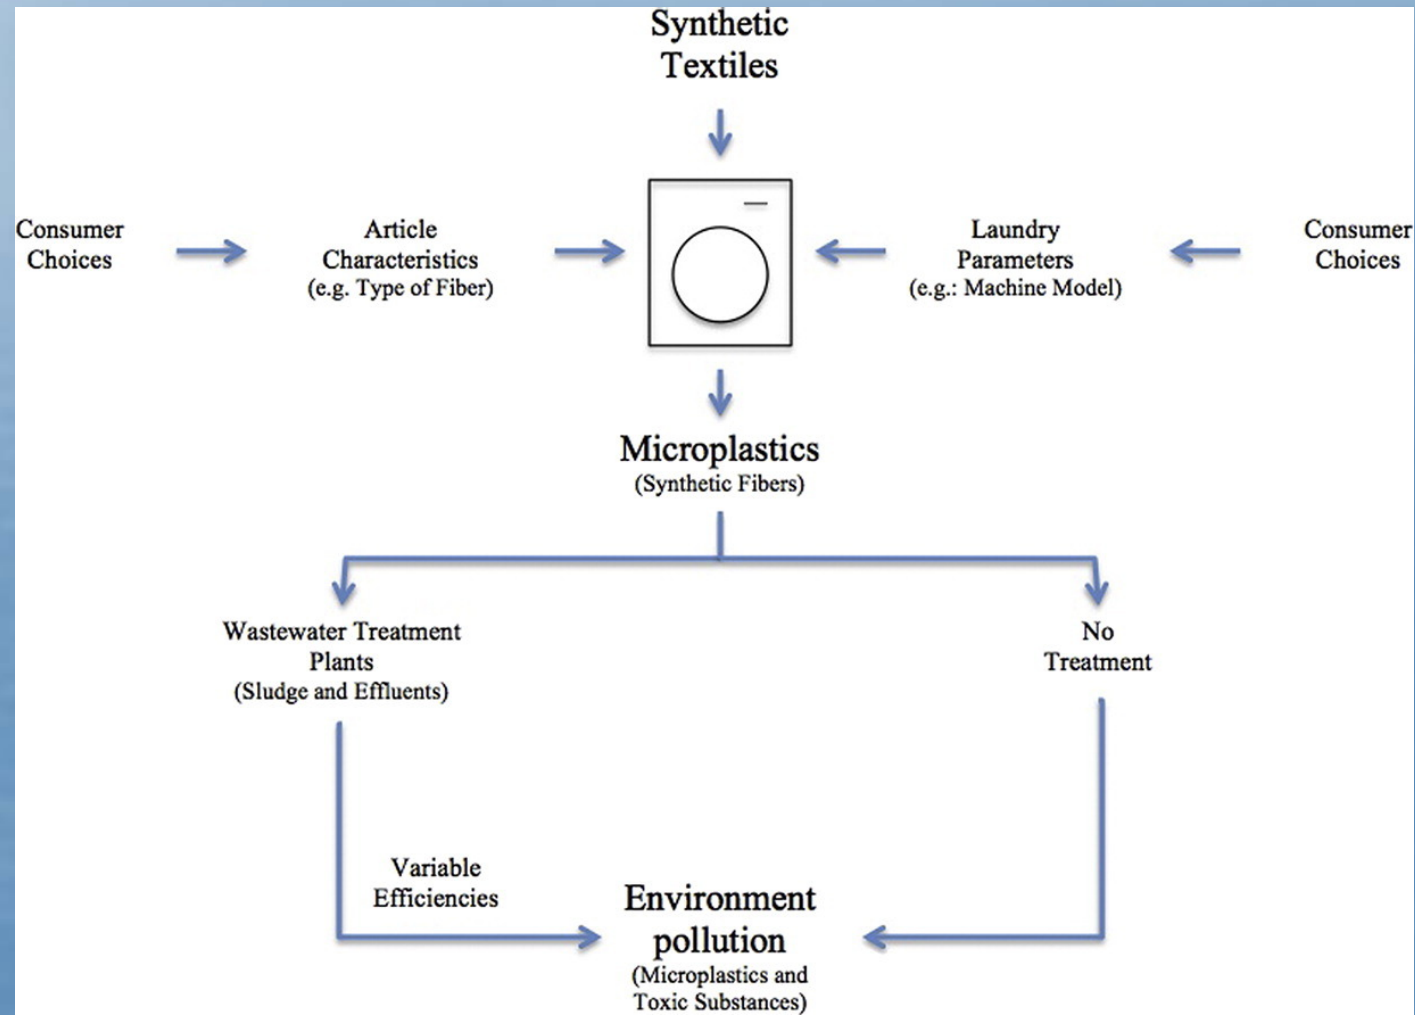 Synthetic
Textiles
Consumer
Choices
Article
Characteristics
(e.g. Type of Fiber)
Laundry
Parameters
(e.g.: Machine Model)
Consumer
Choices
Microplastics
(Synthetic Fibers)
Wastewater Treatment
Plants
(Sludge and Effluents)
No
Treatment
Variable
Efficiencies
Environment
pollution
(Microplastics and
Toxic Substances)